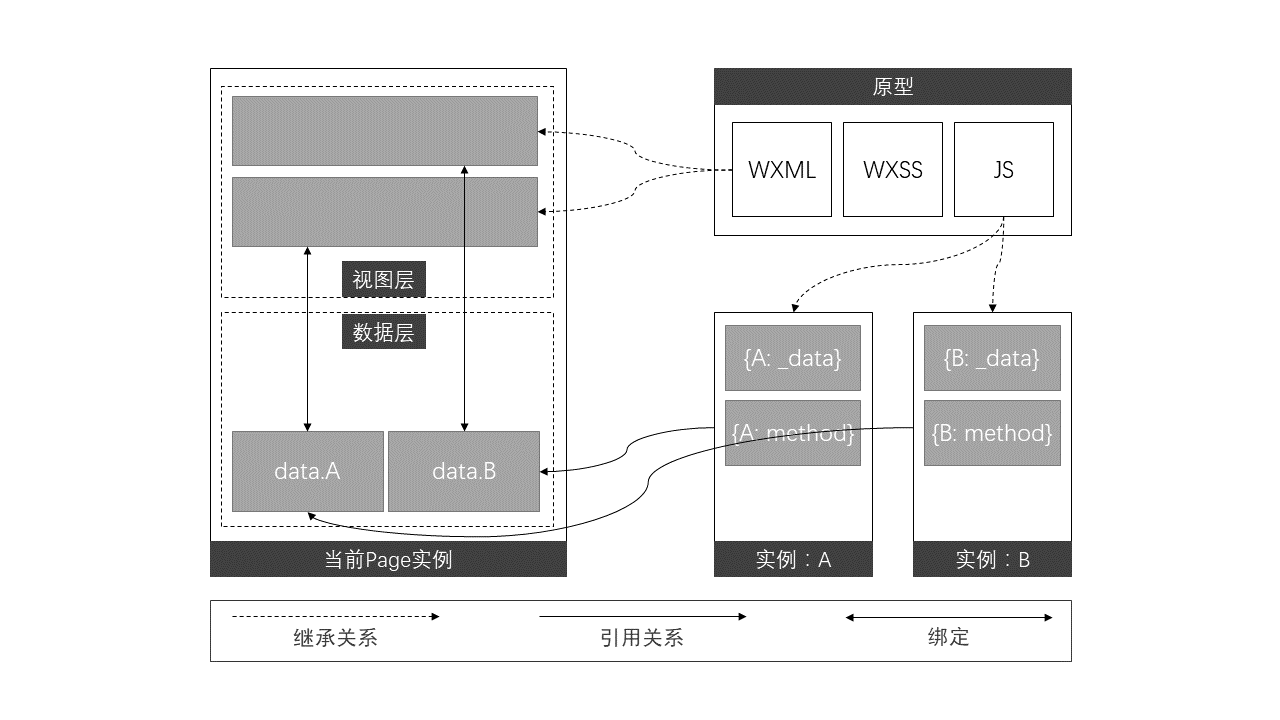 原型
WXML
WXSS
JS
视图层
数据层
{A: _data}
{B: _data}
{A: method}
{B: method}
data.A
data.B
当前Page实例
实例：A
实例：B
继承关系
引用关系
绑定